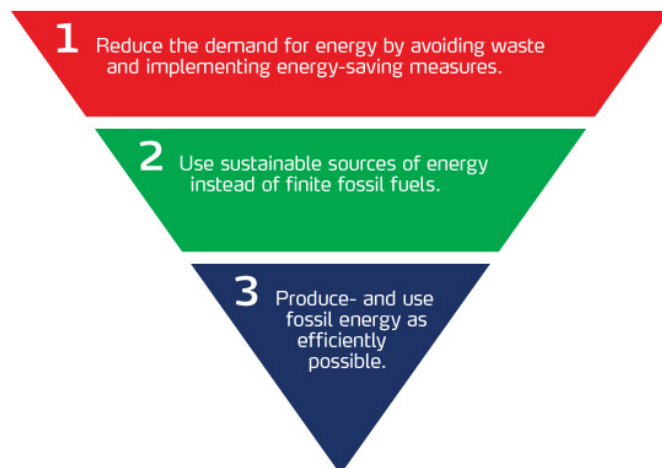 1 Reduce the demand for energy by avoiding waste
and implementing energy-saving measures.
2 Use sustainable sources of energy
instead of finite fossil fuels.
3 Produce- and use
fossil energy as
efficiently
possible.